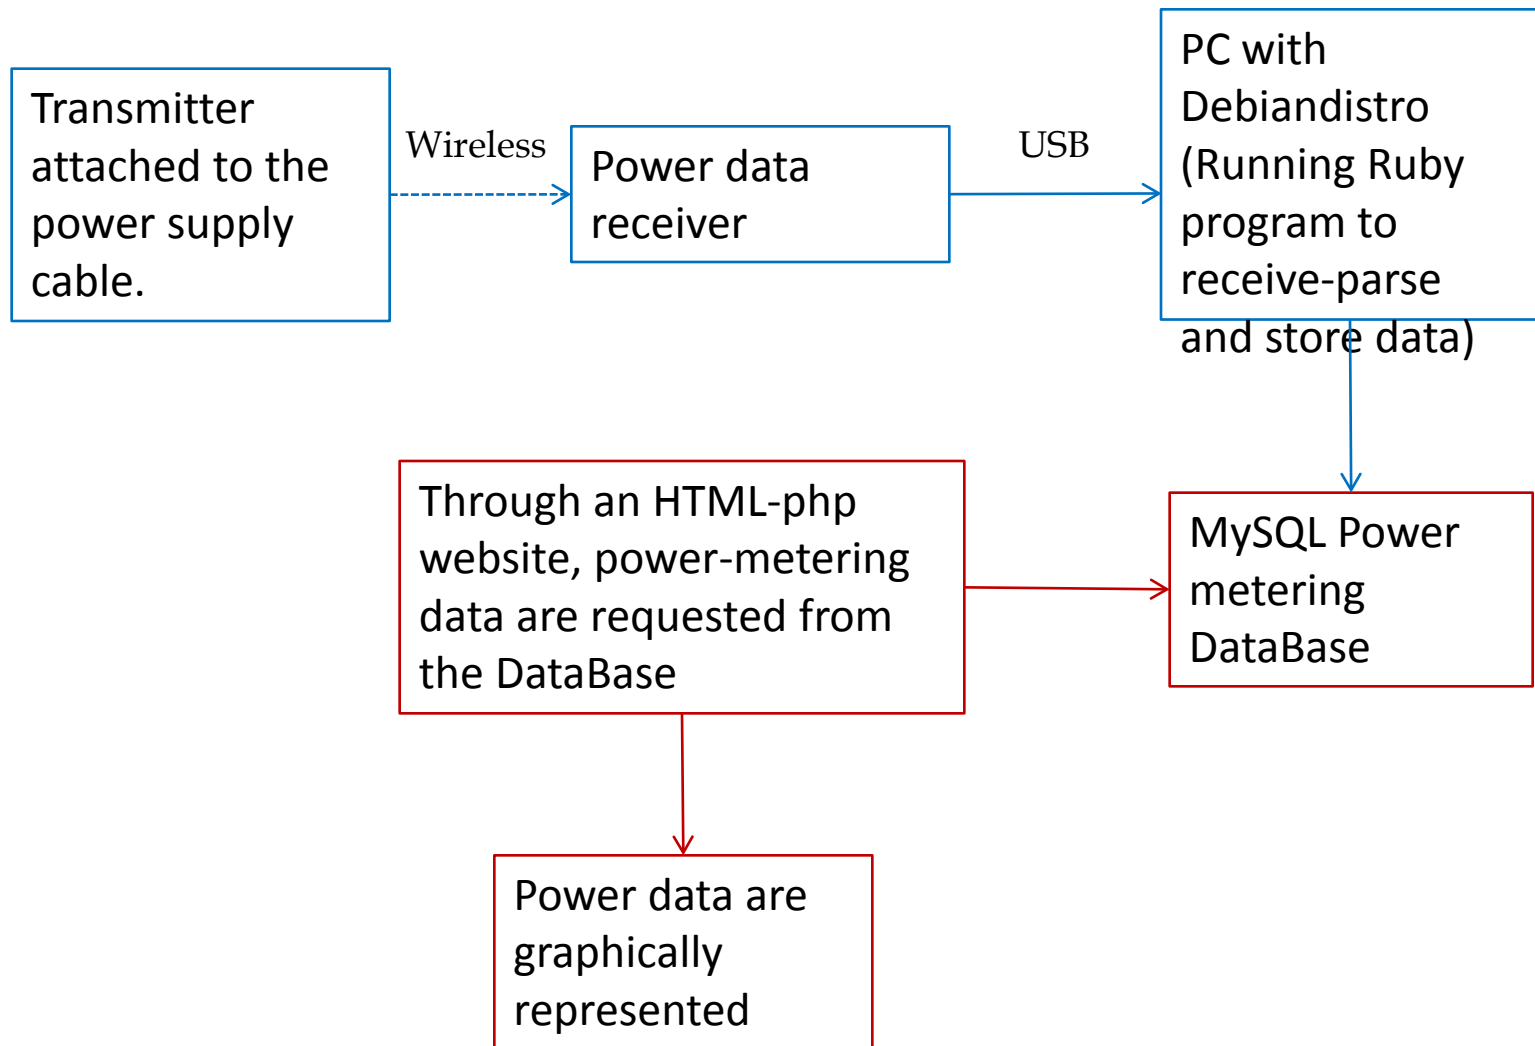 Transmitter
attached to the
power supply
cable.
Wireless
Power data
receiver
USB
PC with
Debiandistro
(Running Ruby
program to
receive-parse
and store data)
Through an HTML-php
website, power-metering
data are requested from
the DataBase
MySQL Power
metering
DataBase
Power data are
graphically
represented